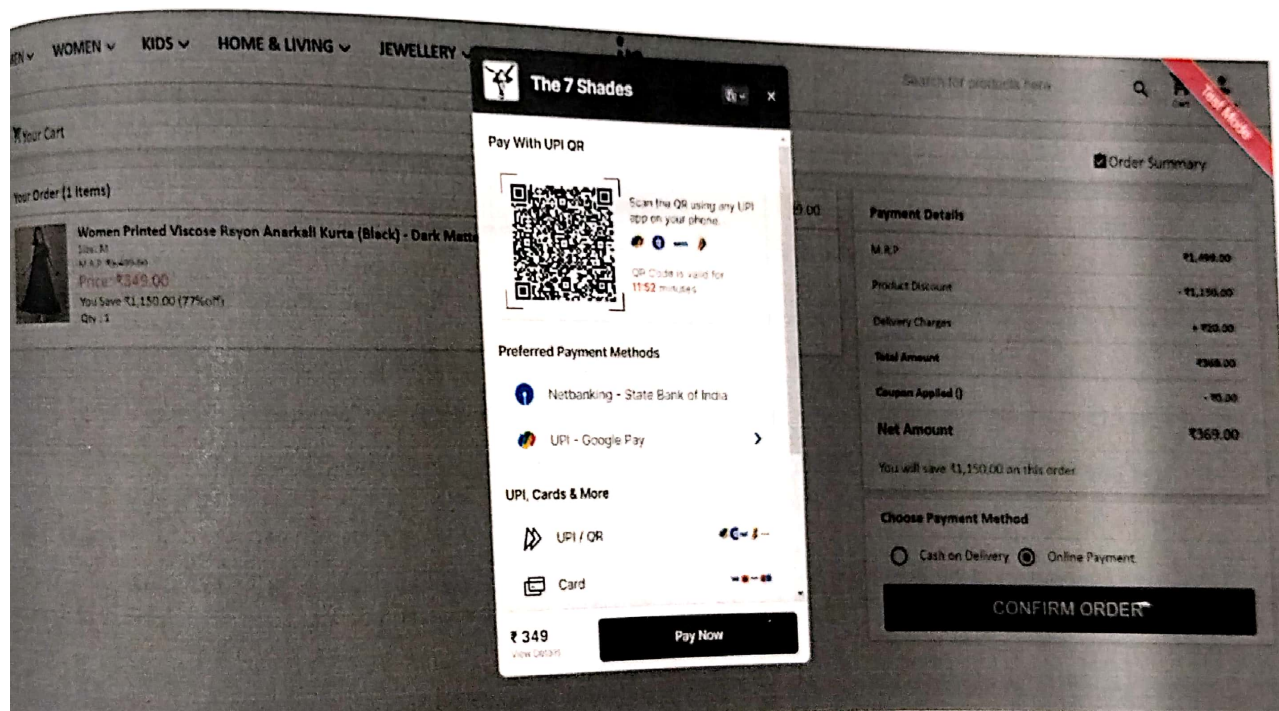 WOMEN
KIDS
HOME & LIVING
JEWELLERY
Search for products here
Cart
Test Mode
Your Cart
Order Summary
Your Order (1 Items)
Women Printed Viscose Rayon Anarkali Kurta (Black) - Dark Matte
Size: M
M.R.P
Price: ₹349.00
You Save ₹1,150.00 (77%off)
Qty : 1
The 7 Shades
Pay With UPI QR
Scan the QR using any UPI
app on your phone.
QR Code is valid for
11:52 minutes
Preferred Payment Methods
Netbanking - State Bank of India
UPI - Google Pay
UPI, Cards & More
UPI / QR
Card
₹ 349
View Details
Pay Now
Payment Details
M.R.P ₹1,499.00
Product Discount - ₹1,150.00
Delivery Charges + ₹20.00
Total Amount ₹369.00
Coupon Applied () - ₹0.00
Net Amount ₹369.00
You will save ₹1,150.00 on this order
Choose Payment Method
Cash on Delivery
Online Payment
CONFIRM ORDER